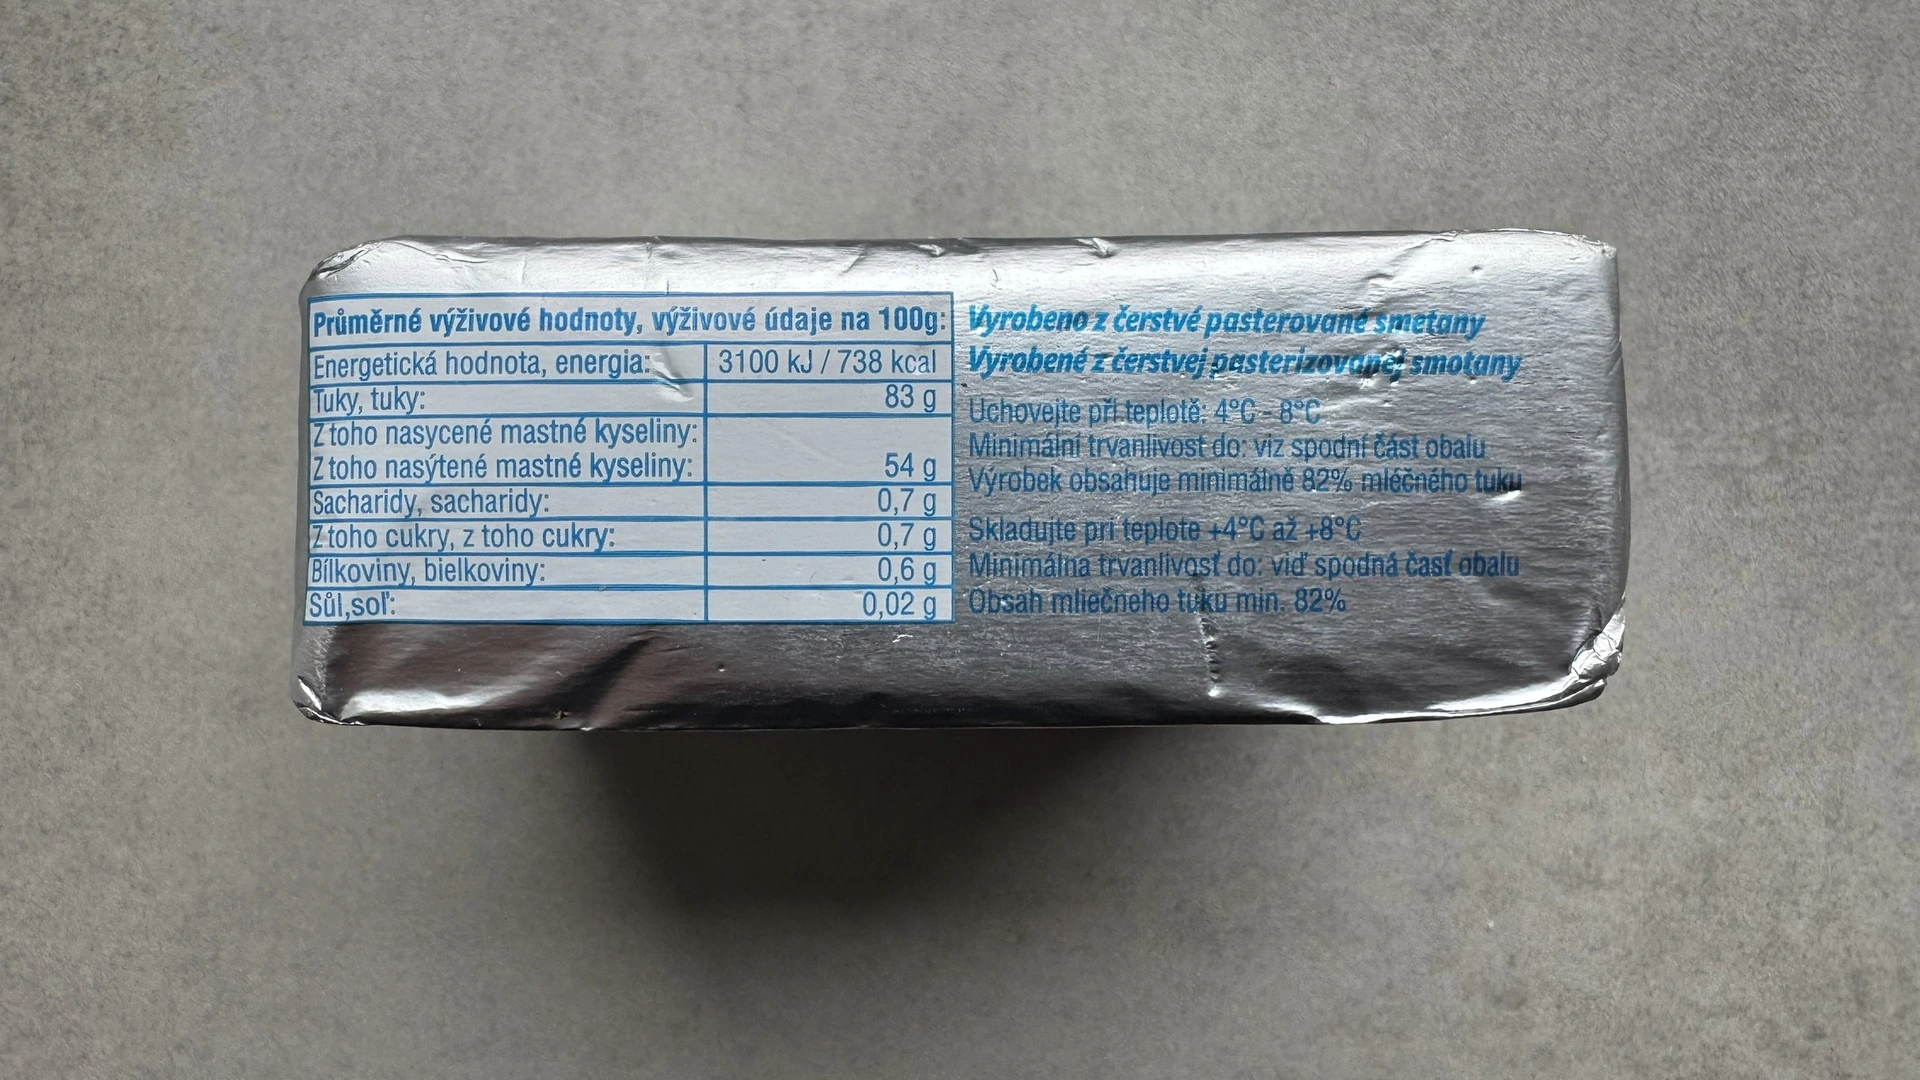 Průměrné výživové hodnoty, výživové údaje na 100g:
Energetická hodnota, energia: 3100 kJ / 738 kcal
Tuky, tuky: 83 g
Z toho nasycené mastné kyseliny:
Z toho nasýtené mastné kyseliny: 54 g
Sacharidy, sacharidy: 0,7 g
Z toho cukry, z toho cukry: 0,7 g
Bílkoviny, bielkoviny: 0,6 g
Sůl,soľ: 0,02 g
Vyrobeno z čerstvé pasterované smetany
Vyrobené z čerstvej pasterizovanej smotany
Uchovejte při teplotě: 4°C - 8°C
Minimální trvanlivost do: viz spodní část obalu
Výrobek obsahuje minimálně 82% mléčného tuku
Skladujte pri teplote +4°C až +8°C
Minimálna trvanlivosť do: viď spodná časť obalu
Obsah mliečneho tuku min. 82%